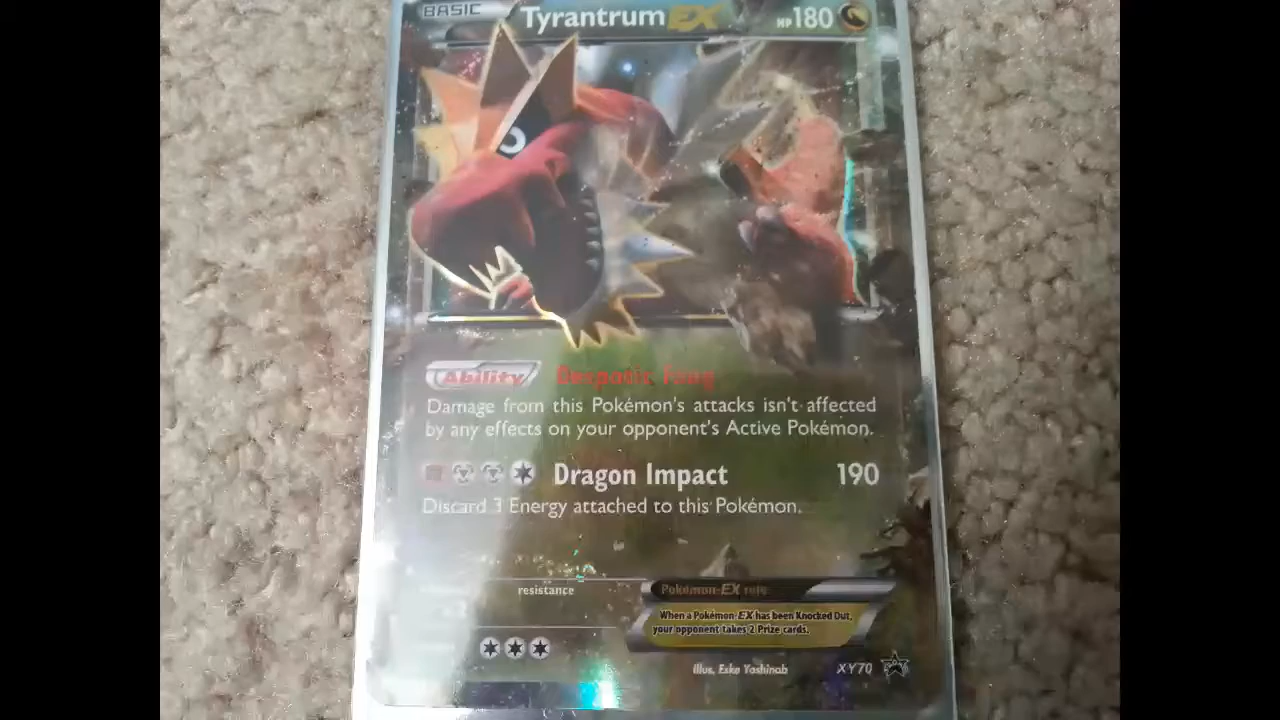 BASIC Tyrantrum EX HP180
Ability Despotic Fang
Damage from this Pokémon's attacks isn't affected
by any effects on your opponent's Active Pokémon.
Dragon Impact 190
Discard 3 Energy attached to this Pokémon.
resistance
Pokémon-EX rule
When a Pokémon-EX has been Knocked Out,
your opponent takes 2 Prize cards.
Illus. Eske Yoshinob
XY70